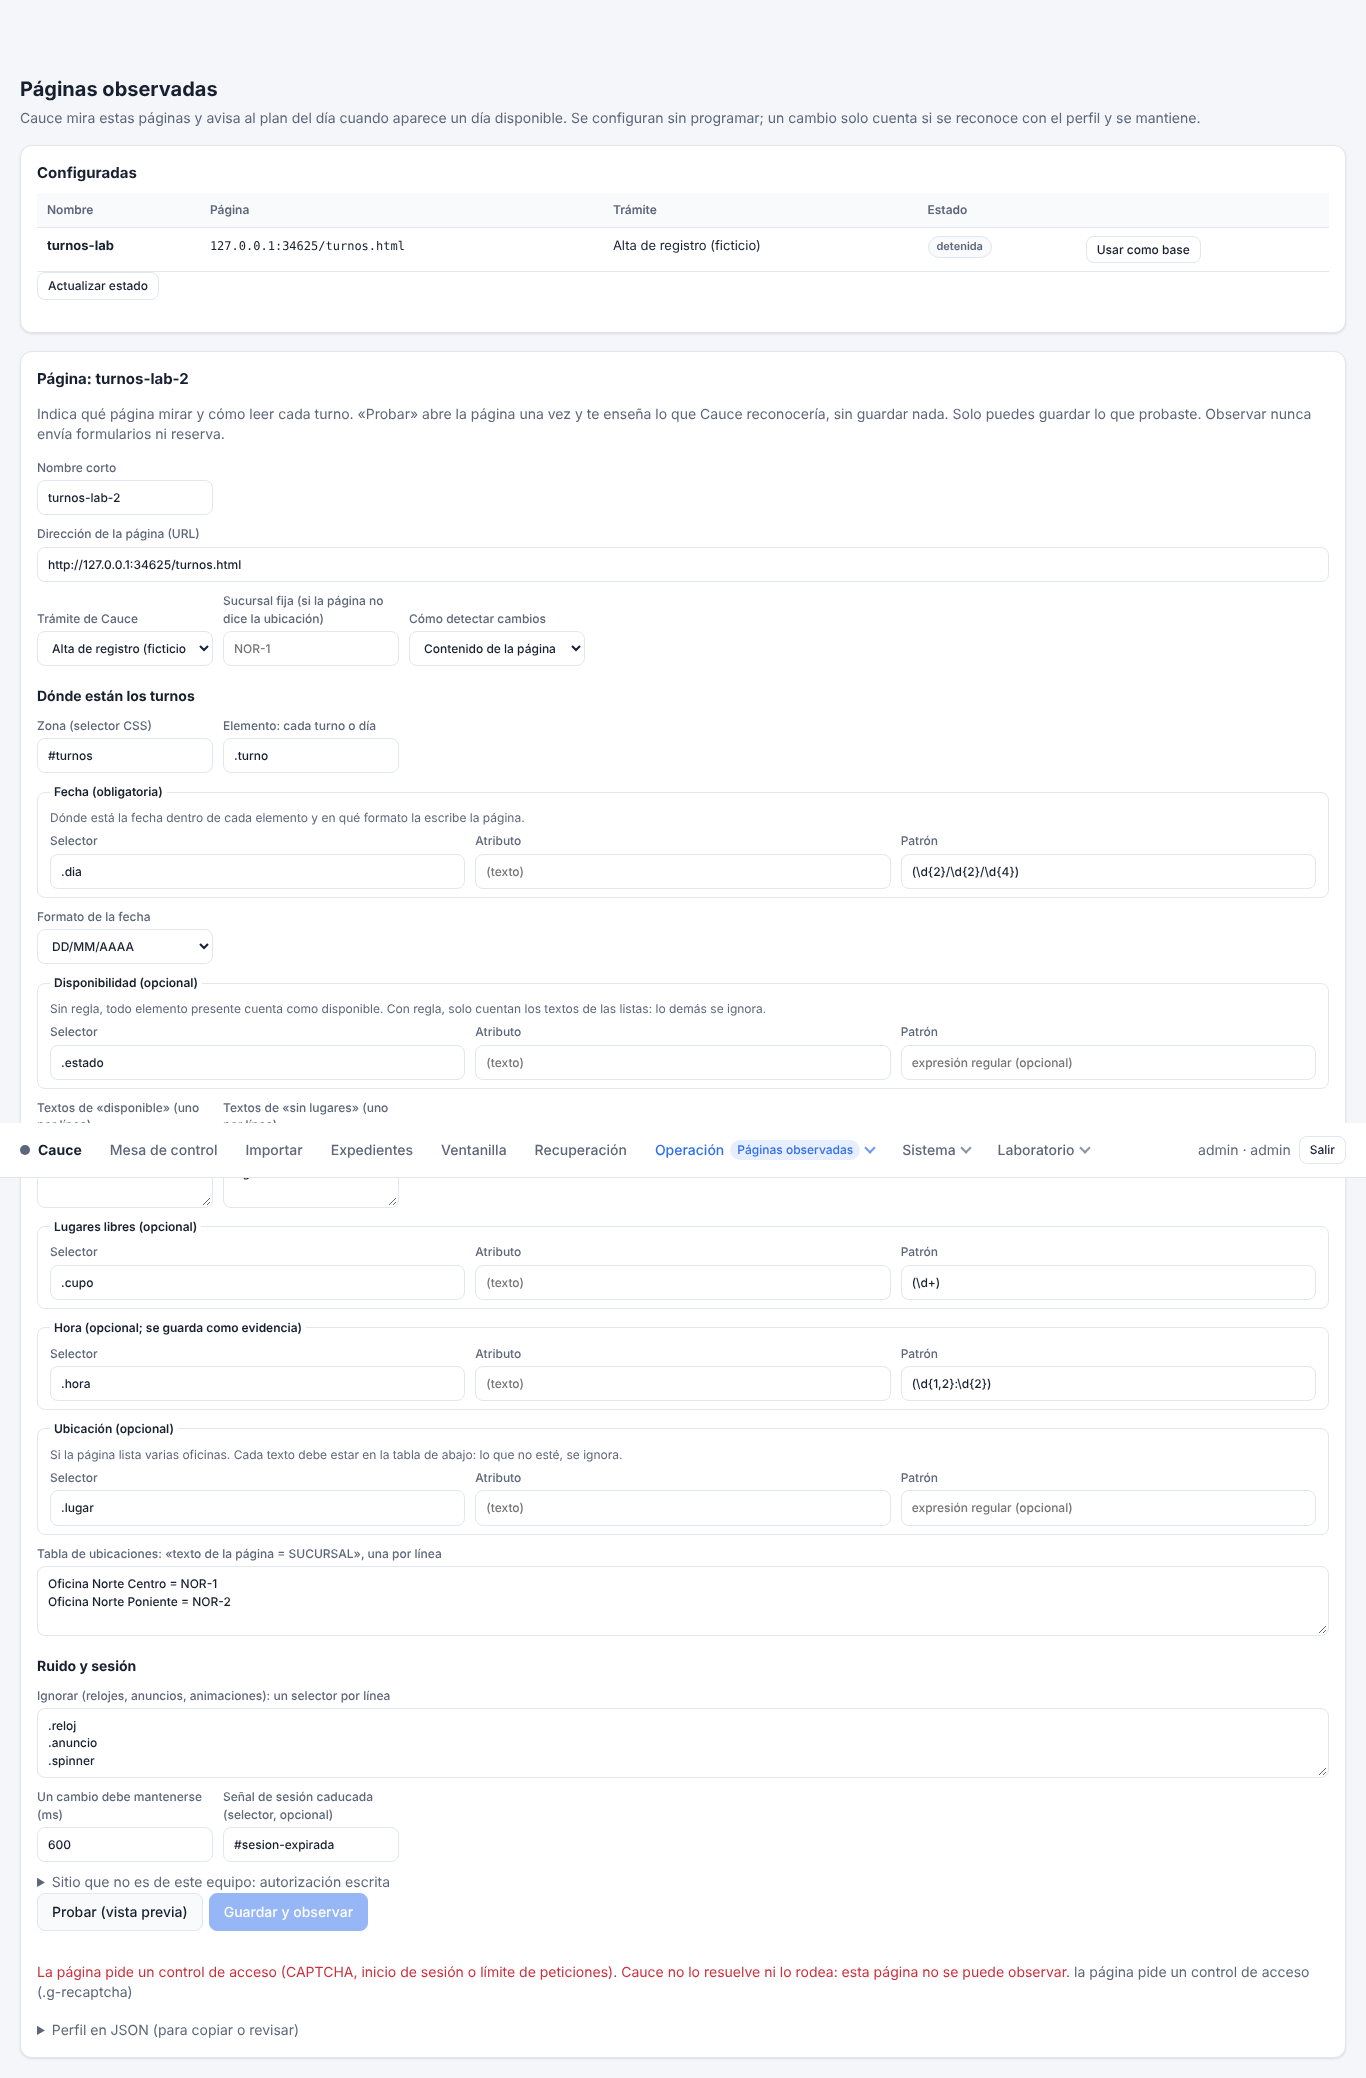 Páginas observadas
Cauce mira estas páginas y avisa al plan del día cuando aparece un día disponible. Se configuran sin programar; un cambio solo cuenta si se reconoce con el perfil y se mantiene.
Configuradas
Nombre Página Trámite Estado
turnos-lab 127.0.0.1:34625/turnos.html Alta de registro (ficticio) detenida Usar como base
Actualizar estado
Página: turnos-lab-2
Indica qué página mirar y cómo leer cada turno. «Probar» abre la página una vez y te enseña lo que Cauce reconocería, sin guardar nada. Solo puedes guardar lo que probaste. Observar nunca
envía formularios ni reserva.
Nombre corto
turnos-lab-2
Dirección de la página (URL)
http://127.0.0.1:34625/turnos.html
Sucursal fija (si la página no
Trámite de Cauce dice la ubicación) Cómo detectar cambios
Alta de registro (ficticio NOR-1 Contenido de la página
Dónde están los turnos
Zona (selector CSS) Elemento: cada turno o día
#turnos .turno
Fecha (obligatoria)
Dónde está la fecha dentro de cada elemento y en qué formato la escribe la página.
Selector Atributo Patrón
.dia (texto) (\d{2}/\d{2}/\d{4})
Formato de la fecha
DD/MM/AAAA
Disponibilidad (opcional)
Sin regla, todo elemento presente cuenta como disponible. Con regla, solo cuentan los textos de las listas: lo demás se ignora.
Selector Atributo Patrón
.estado (texto) expresión regular (opcional)
Textos de «disponible» (uno Textos de «sin lugares» (uno
Cauce Mesa de control Importar Expedientes Ventanilla Recuperación Operación Páginas observadas Sistema Laboratorio admin · admin Salir
Lugares libres (opcional)
Selector Atributo Patrón
.cupo (texto) (\d+)
Hora (opcional; se guarda como evidencia)
Selector Atributo Patrón
.hora (texto) (\d{1,2}:\d{2})
Ubicación (opcional)
Si la página lista varias oficinas. Cada texto debe estar en la tabla de abajo: lo que no esté, se ignora.
Selector Atributo Patrón
.lugar (texto) expresión regular (opcional)
Tabla de ubicaciones: «texto de la página = SUCURSAL», una por línea
Oficina Norte Centro = NOR-1
Oficina Norte Poniente = NOR-2
Ruido y sesión
Ignorar (relojes, anuncios, animaciones): un selector por línea
.reloj
.anuncio
.spinner
Un cambio debe mantenerse Señal de sesión caducada
(ms) (selector, opcional)
600 #sesion-expirada
Sitio que no es de este equipo: autorización escrita
Probar (vista previa) Guardar y observar
La página pide un control de acceso (CAPTCHA, inicio de sesión o límite de peticiones). Cauce no lo resuelve ni lo rodea: esta página no se puede observar. la página pide un control de acceso
(.g-recaptcha)
Perfil en JSON (para copiar o revisar)